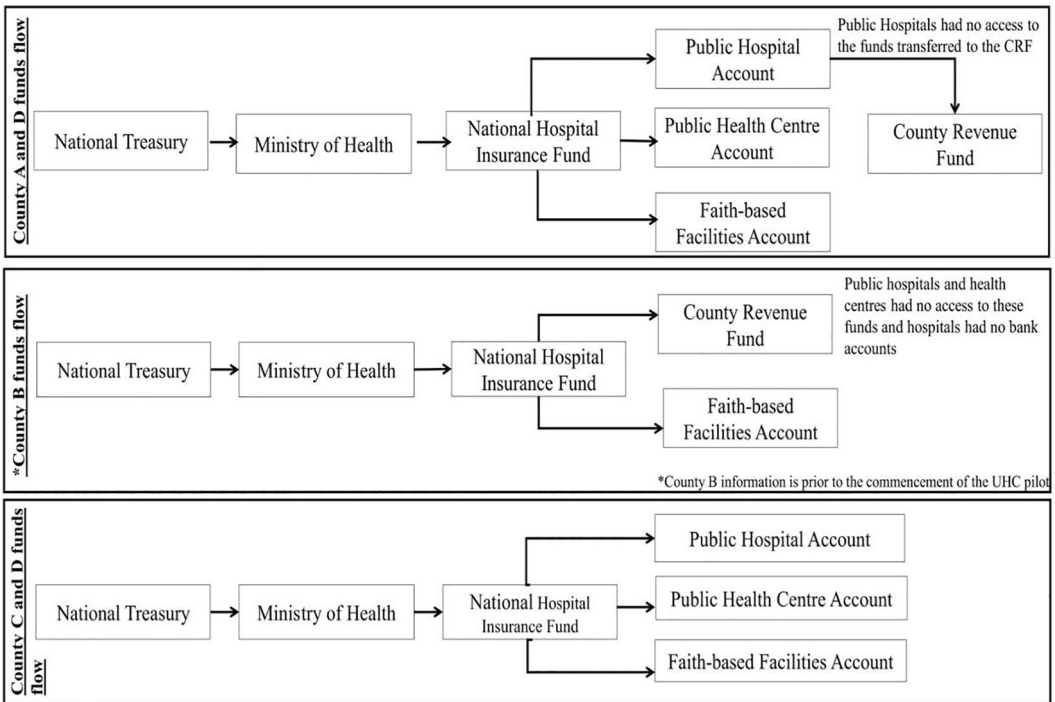 County A and D funds flow
Public Hospitals had no access to
the funds transferred to the CRF
Public Hospital
Account
National Treasury
Ministry of Health
National Hospital
Insurance Fund
Public Health Centre
Account
County Revenue
Fund
Faith-based
Facilities Account
*County B funds flow
Public hospitals and health
centres had no access to these
funds and hospitals had no bank
accounts
County Revenue
Fund
National Treasury
Ministry of Health
National Hospital
Insurance Fund
Faith-based
Facilities Account
*County B information is prior to the commencement of the UHC pilot
County C and D funds
flow
Public Hospital Account
National Treasury
Ministry of Health
National Hospital
Insurance Fund
Public Health Centre Account
Faith-based Facilities Account